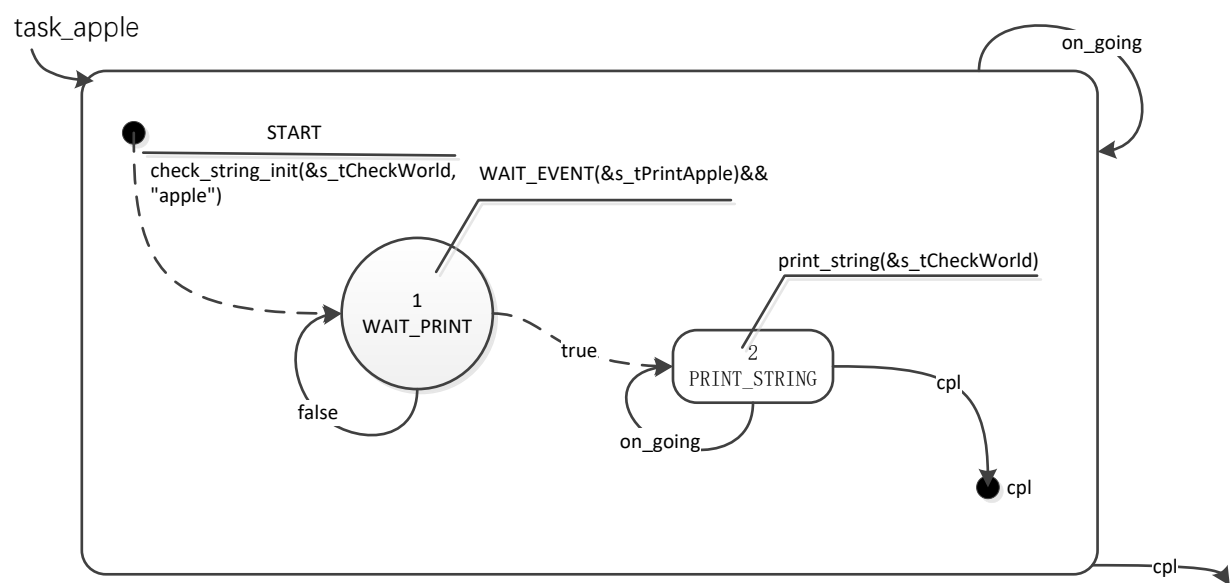 task_apple
on_going
START
check_string_init(&s_tCheckWorld,
"apple")
WAIT_EVENT(&s_tPrintApple)&&
print_string(&s_tCheckWorld)
1
WAIT_PRINT
true
2
PRINT_STRING
cpl
false
on_going
cpl
cpl